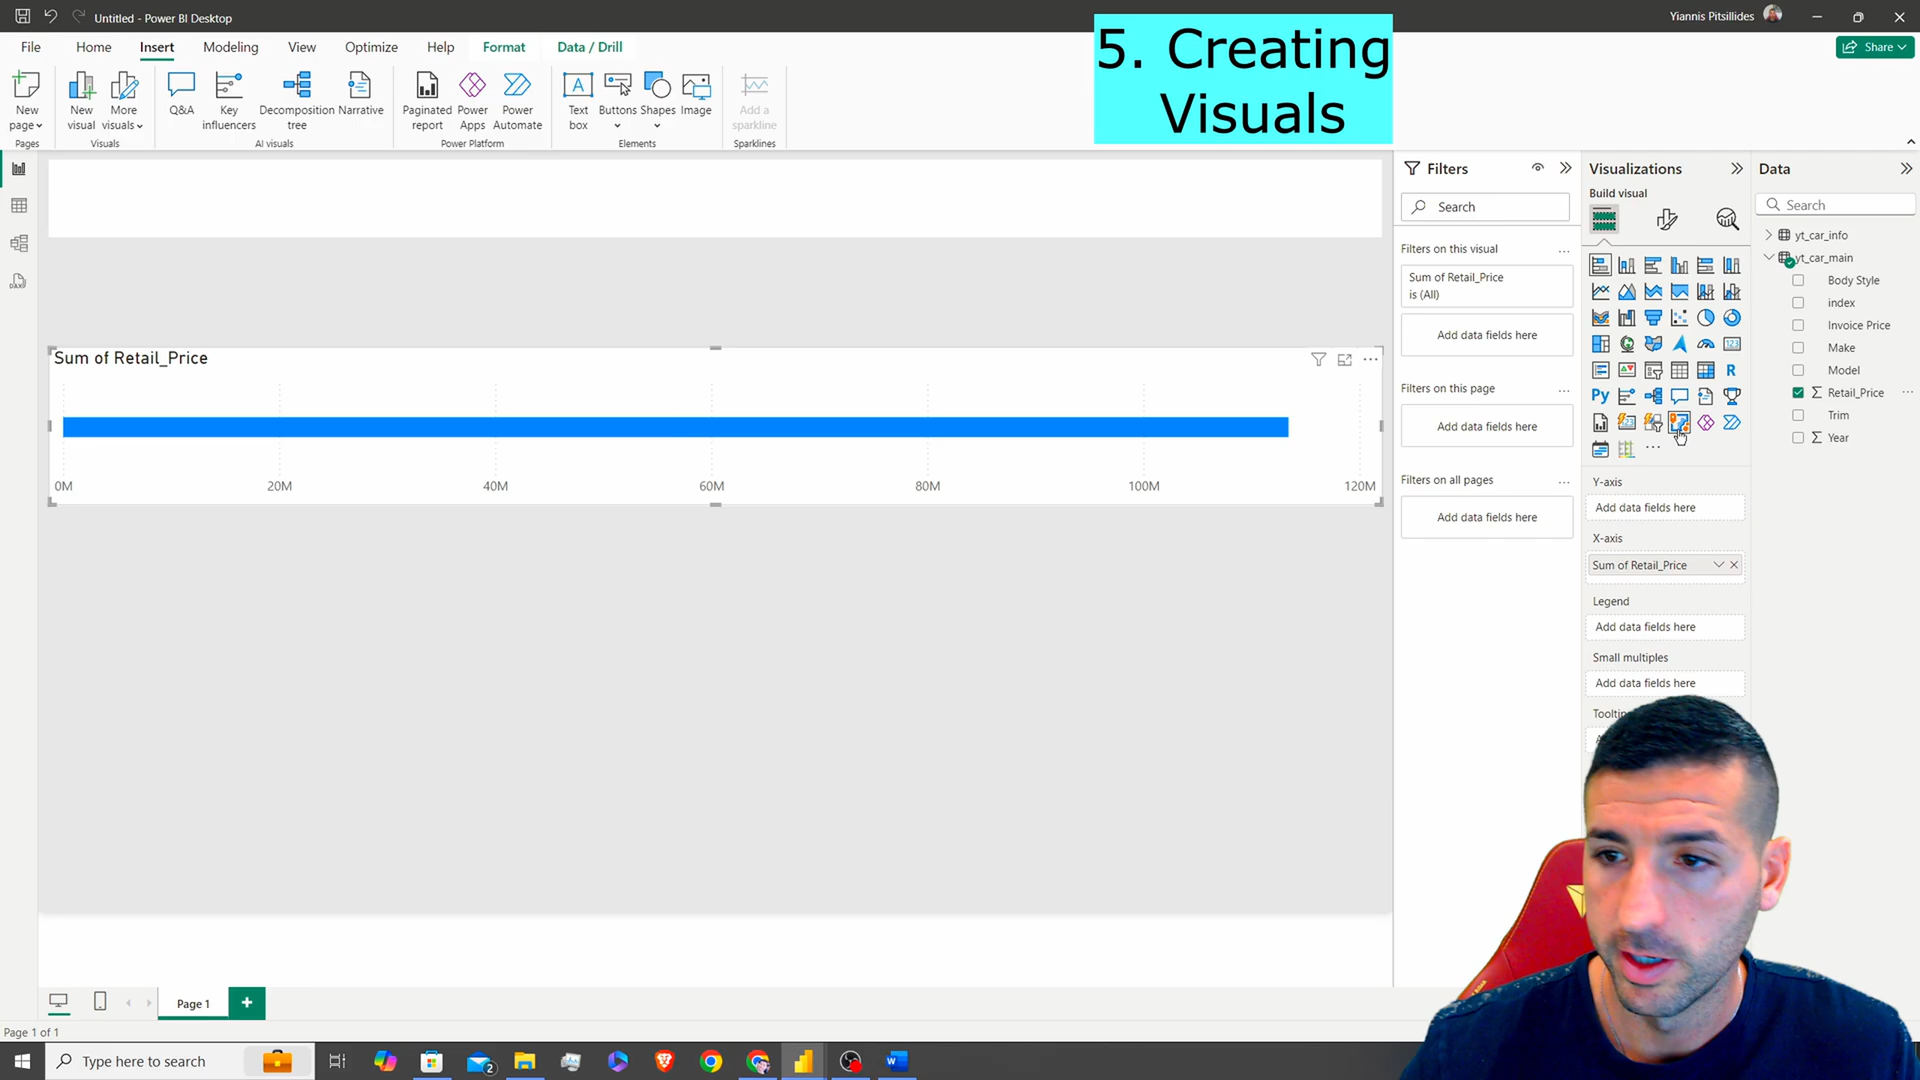 Untitled - Power BI Desktop
Yiannis Pitsillides
5. Creating
Visuals
File
Home
Insert
Modeling
View
Optimize
Help
Format
Data / Drill
Share
New
page
New
visual
More
visuals
Q&A
Key
influencers
Decomposition
tree
Narrative
Paginated
report
Power
Apps
Power
Automate
Text
box
Buttons
Shapes
Image
Add a
sparkline
Pages
Visuals
AI visuals
Power Platform
Elements
Sparklines
Sum of Retail_Price
0M
20M
40M
60M
80M
100M
120M
Filters
Search
Filters on this visual
Sum of Retail_Price
is (All)
Add data fields here
Filters on this page
Add data fields here
Filters on all pages
Add data fields here
Visualizations
Build visual
R
Py
123
Y-axis
Add data fields here
X-axis
Sum of Retail_Price
Legend
Add data fields here
Small multiples
Add data fields here
Data
Search
yt_car_info
yt_car_main
Body Style
index
Invoice Price
Make
Model
Retail_Price
Trim
Year
Page 1
Page 1 of 1
Type here to search
2